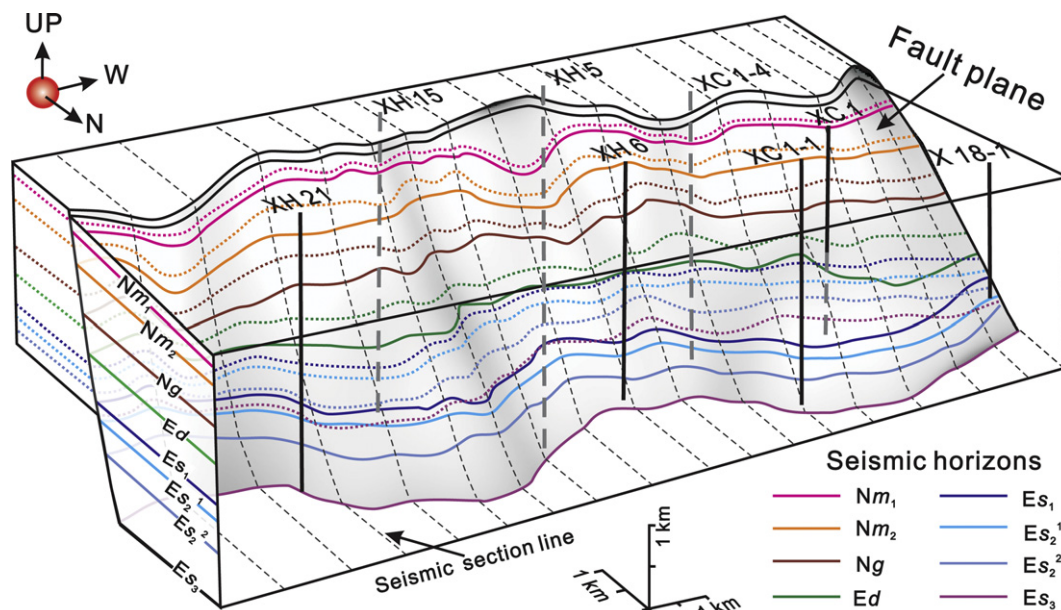 UP
W
N
XH 15
XH 5
XC 1-4
Fault plane
XC 1
XH 21
XH 6
XC 1-1
X 18-1
Nm₁
Nm₂
Ng
Ed
Es₁
Es₂¹
Es₂²
Es₃
Seismic section line
1 km
1 km
1 km
Seismic horizons
Nm₁
Es₁
Nm₂
Es₂¹
Ng
Es₂²
Ed
Es₃